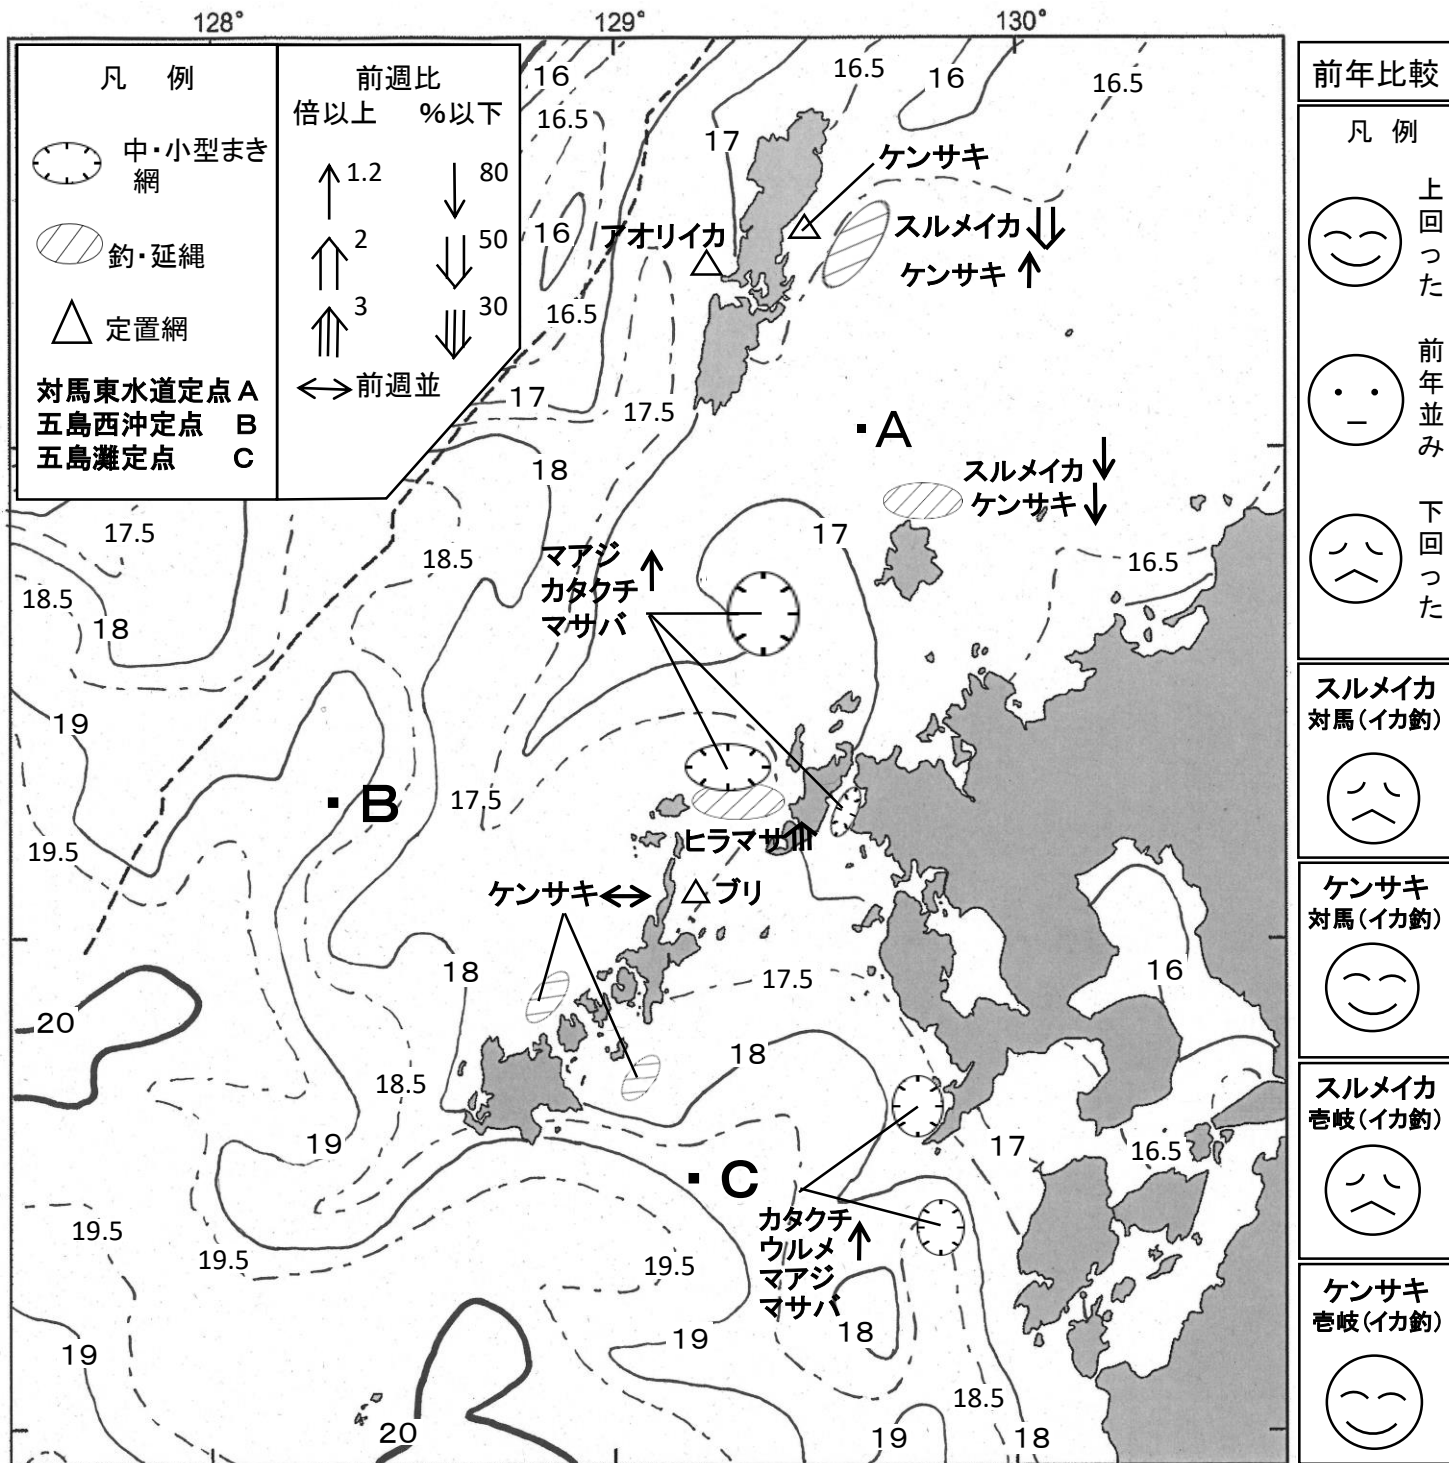 128°
129°
130°
凡 例
中・小型まき
網
釣・延縄
定置網
対馬東水道定点 A
五島西沖定点 B
五島灘定点 C
前週比
倍以上 %以下
1.2 80
2 50
3 30
前週並
16
16.5
16
16.5
17
17
16.5
16
16.5
ケンサキ
アオリイカ
スルメイカ
ケンサキ
17.5
A
18
スルメイカ
ケンサキ
17
17.5
18.5
18.5
18
マアジ
カタクチ
マサバ
16.5
19
B
17.5
19.5
ヒラマサ
ケンサキ
ブリ
18
17.5
16
20
18
18.5
19
17
16.5
C
19.5
19.5
19.5
カタクチ
ウルメ
マアジ
マサバ
18
19
19
18.5
20
19
18
前年比較
凡 例
上回った
前年並み
下回った
スルメイカ
対馬(イカ釣)
ケンサキ
対馬(イカ釣)
スルメイカ
壱岐(イカ釣)
ケンサキ
壱岐(イカ釣)